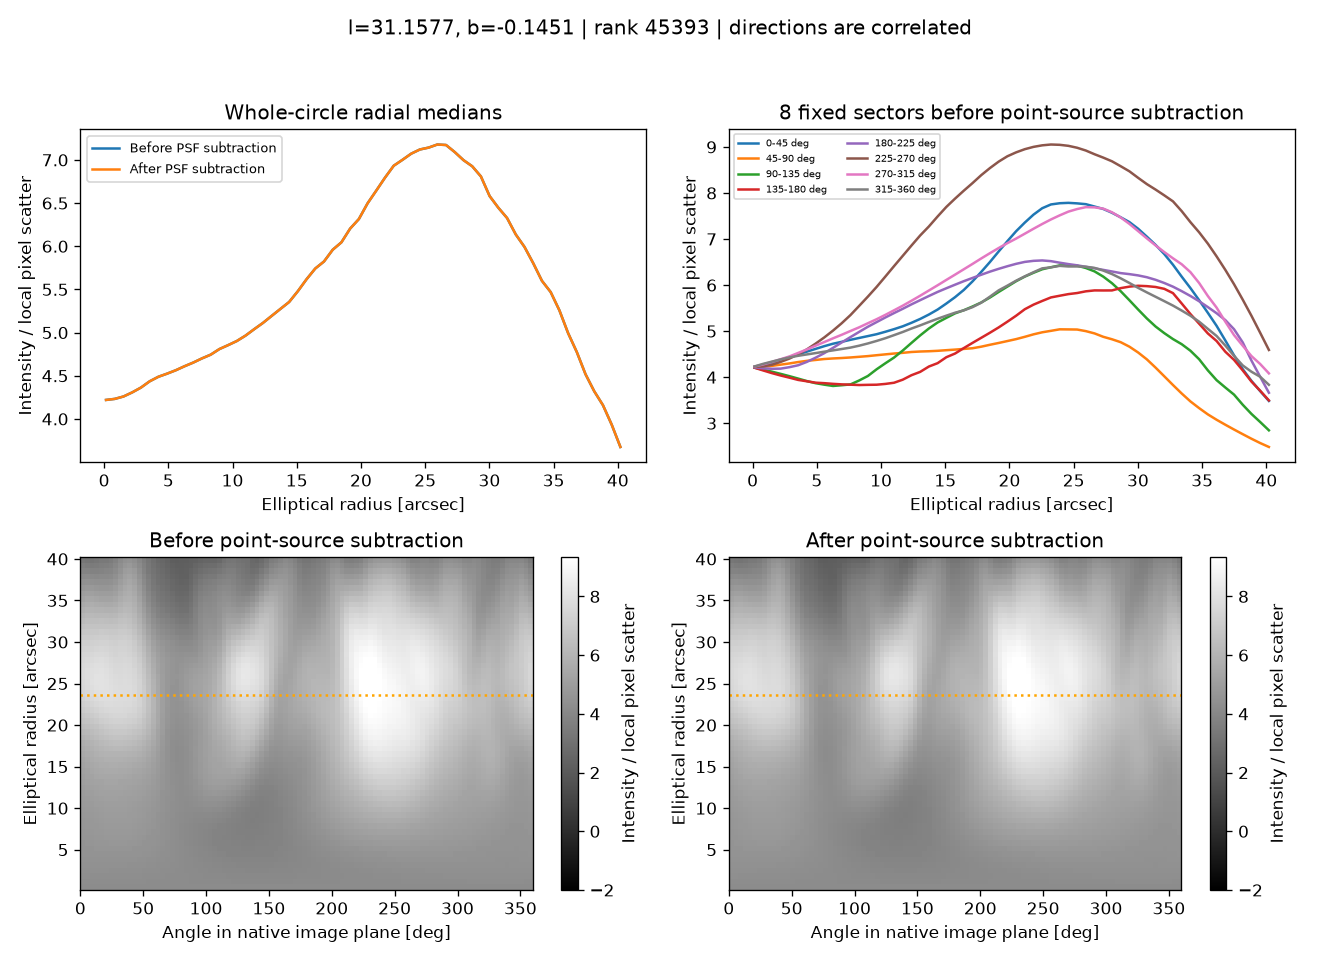 l=31.1577, b=-0.1451 | rank 45393 | directions are correlated
Whole-circle radial medians
Before PSF subtraction
After PSF subtraction
7.0
6.5
6.0
5.5
5.0
4.5
4.0
Intensity / local pixel scatter
0 5 10 15 20 25 30 35 40
Elliptical radius [arcsec]
8 fixed sectors before point-source subtraction
0-45 deg
45-90 deg
90-135 deg
135-180 deg
180-225 deg
225-270 deg
270-315 deg
315-360 deg
9
8
7
6
5
4
3
Intensity / local pixel scatter
0 5 10 15 20 25 30 35 40
Elliptical radius [arcsec]
Before point-source subtraction
40
35
30
25
20
15
10
5
Elliptical radius [arcsec]
0 50 100 150 200 250 300 350
Angle in native image plane [deg]
8
6
4
2
0
−2
Intensity / local pixel scatter
After point-source subtraction
40
35
30
25
20
15
10
5
Elliptical radius [arcsec]
0 50 100 150 200 250 300 350
Angle in native image plane [deg]
8
6
4
2
0
−2
Intensity / local pixel scatter